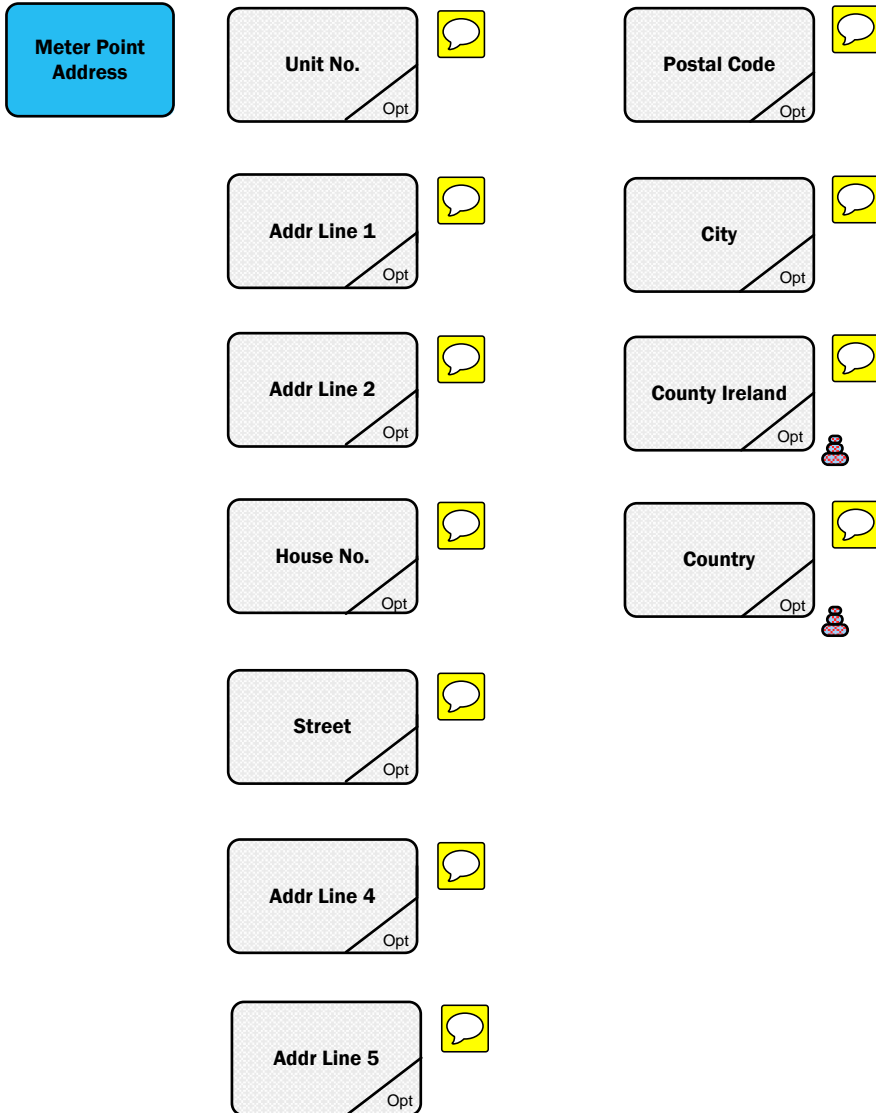 Meter Point
Address
Unit No.
Opt
Addr Line 1
Opt
Addr Line 2
Opt
House No.
Opt
Street
Opt
Addr Line 4
Opt
Addr Line 5
Opt
Postal Code
Opt
City
Opt
County Ireland
Opt
Country
Opt